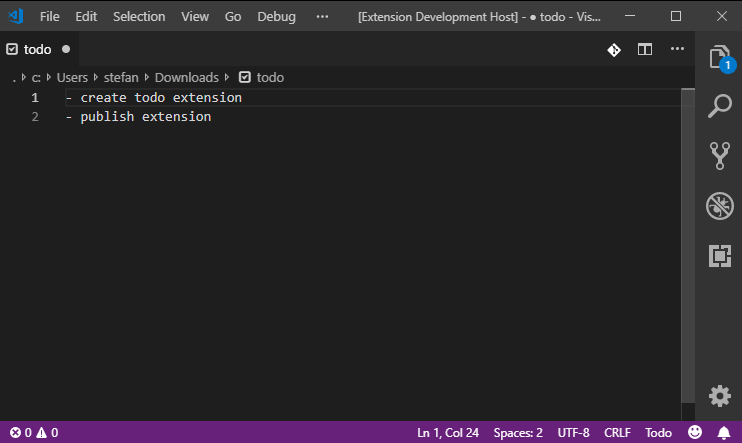 File Edit Selection View Go Debug ··· [Extension Development Host] - ● todo - Vis...
todo
. c: Users stefan Downloads todo
1 - create todo extension
2 - publish extension
1
0 0 Ln 1, Col 24 Spaces: 2 UTF-8 CRLF Todo